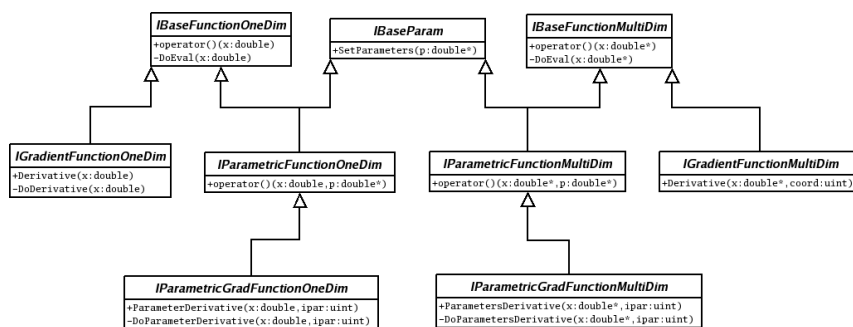 IBaseFunctionOneDim
+operator()(x:double)
-DoEval(x:double)
IBaseParam
+SetParameters(p:double*)
IBaseFunctionMultiDim
+operator()(x:double*)
-DoEval(x:double*)
IGradientFunctionOneDim
+Derivative(x:double)
-DoDerivative(x:double)
IParametricFunctionOneDim
+operator()(x:double,p:double*)
IParametricFunctionMultiDim
+operator()(x:double*,p:double*)
IGradientFunctionMultiDim
+Derivative(x:double*,coord:uint)
IParametricGradFunctionOneDim
+ParameterDerivative(x:double,ipar:uint)
-DoParameterDerivative(x:double,ipar:uint)
IParametricGradFunctionMultiDim
+ParametersDerivative(x:double*,ipar:uint)
-DoParametersDerivative(x:double*,ipar:uint)